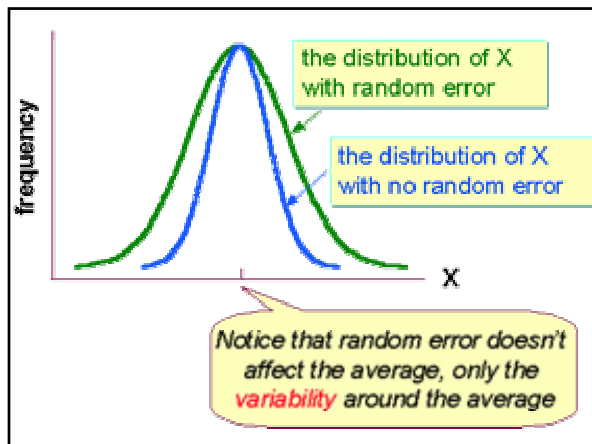 the distribution of X
with random error
the distribution of X
with no random error
frequency
X
Notice that random error doesn't
affect the average, only the
variability around the average